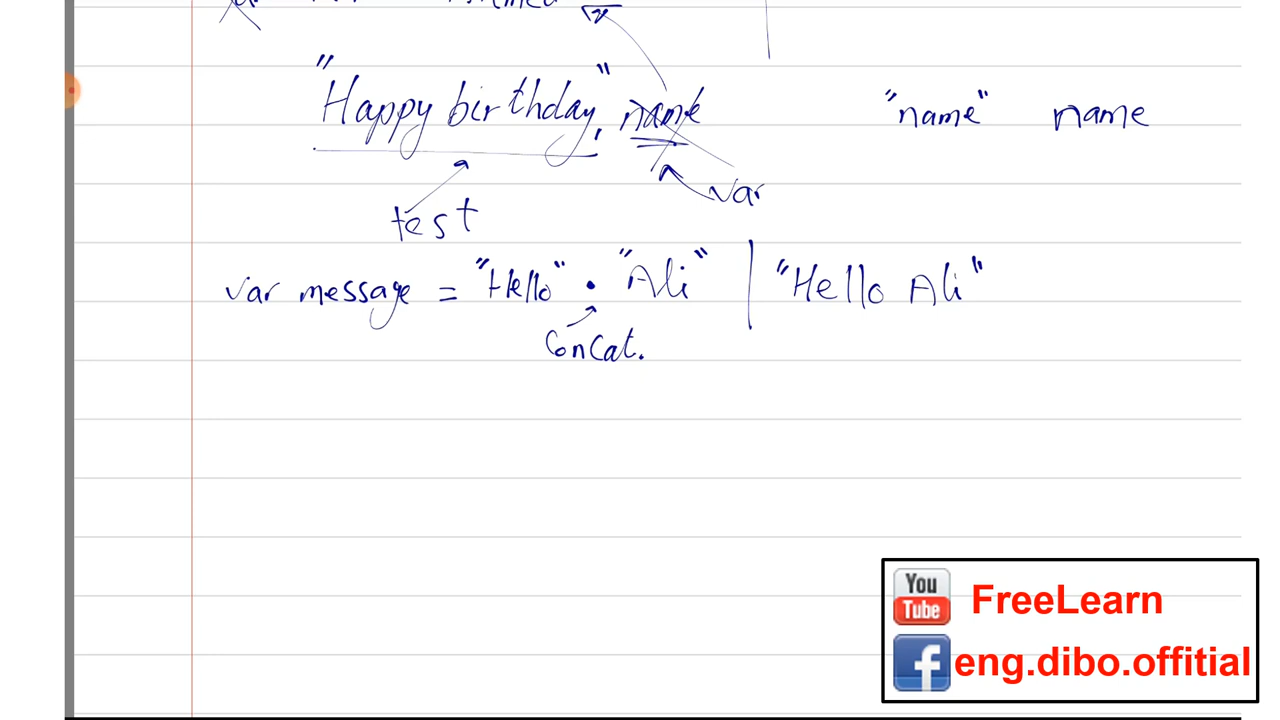 "Happy birthday," name
"name" name
var
test
var message = "Hello" . "Ali" | "Hello Ali"
Concat.
You
Tube
FreeLearn
f
eng.dibo.offitial